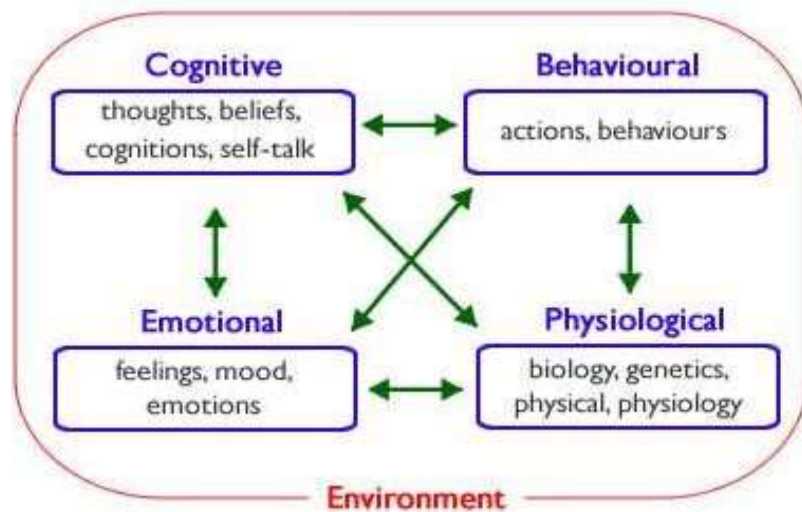 Cognitive
thoughts, beliefs,
cognitions, self-talk
Behavioural
actions, behaviours
Emotional
feelings, mood,
emotions
Physiological
biology, genetics,
physical, physiology
Environment